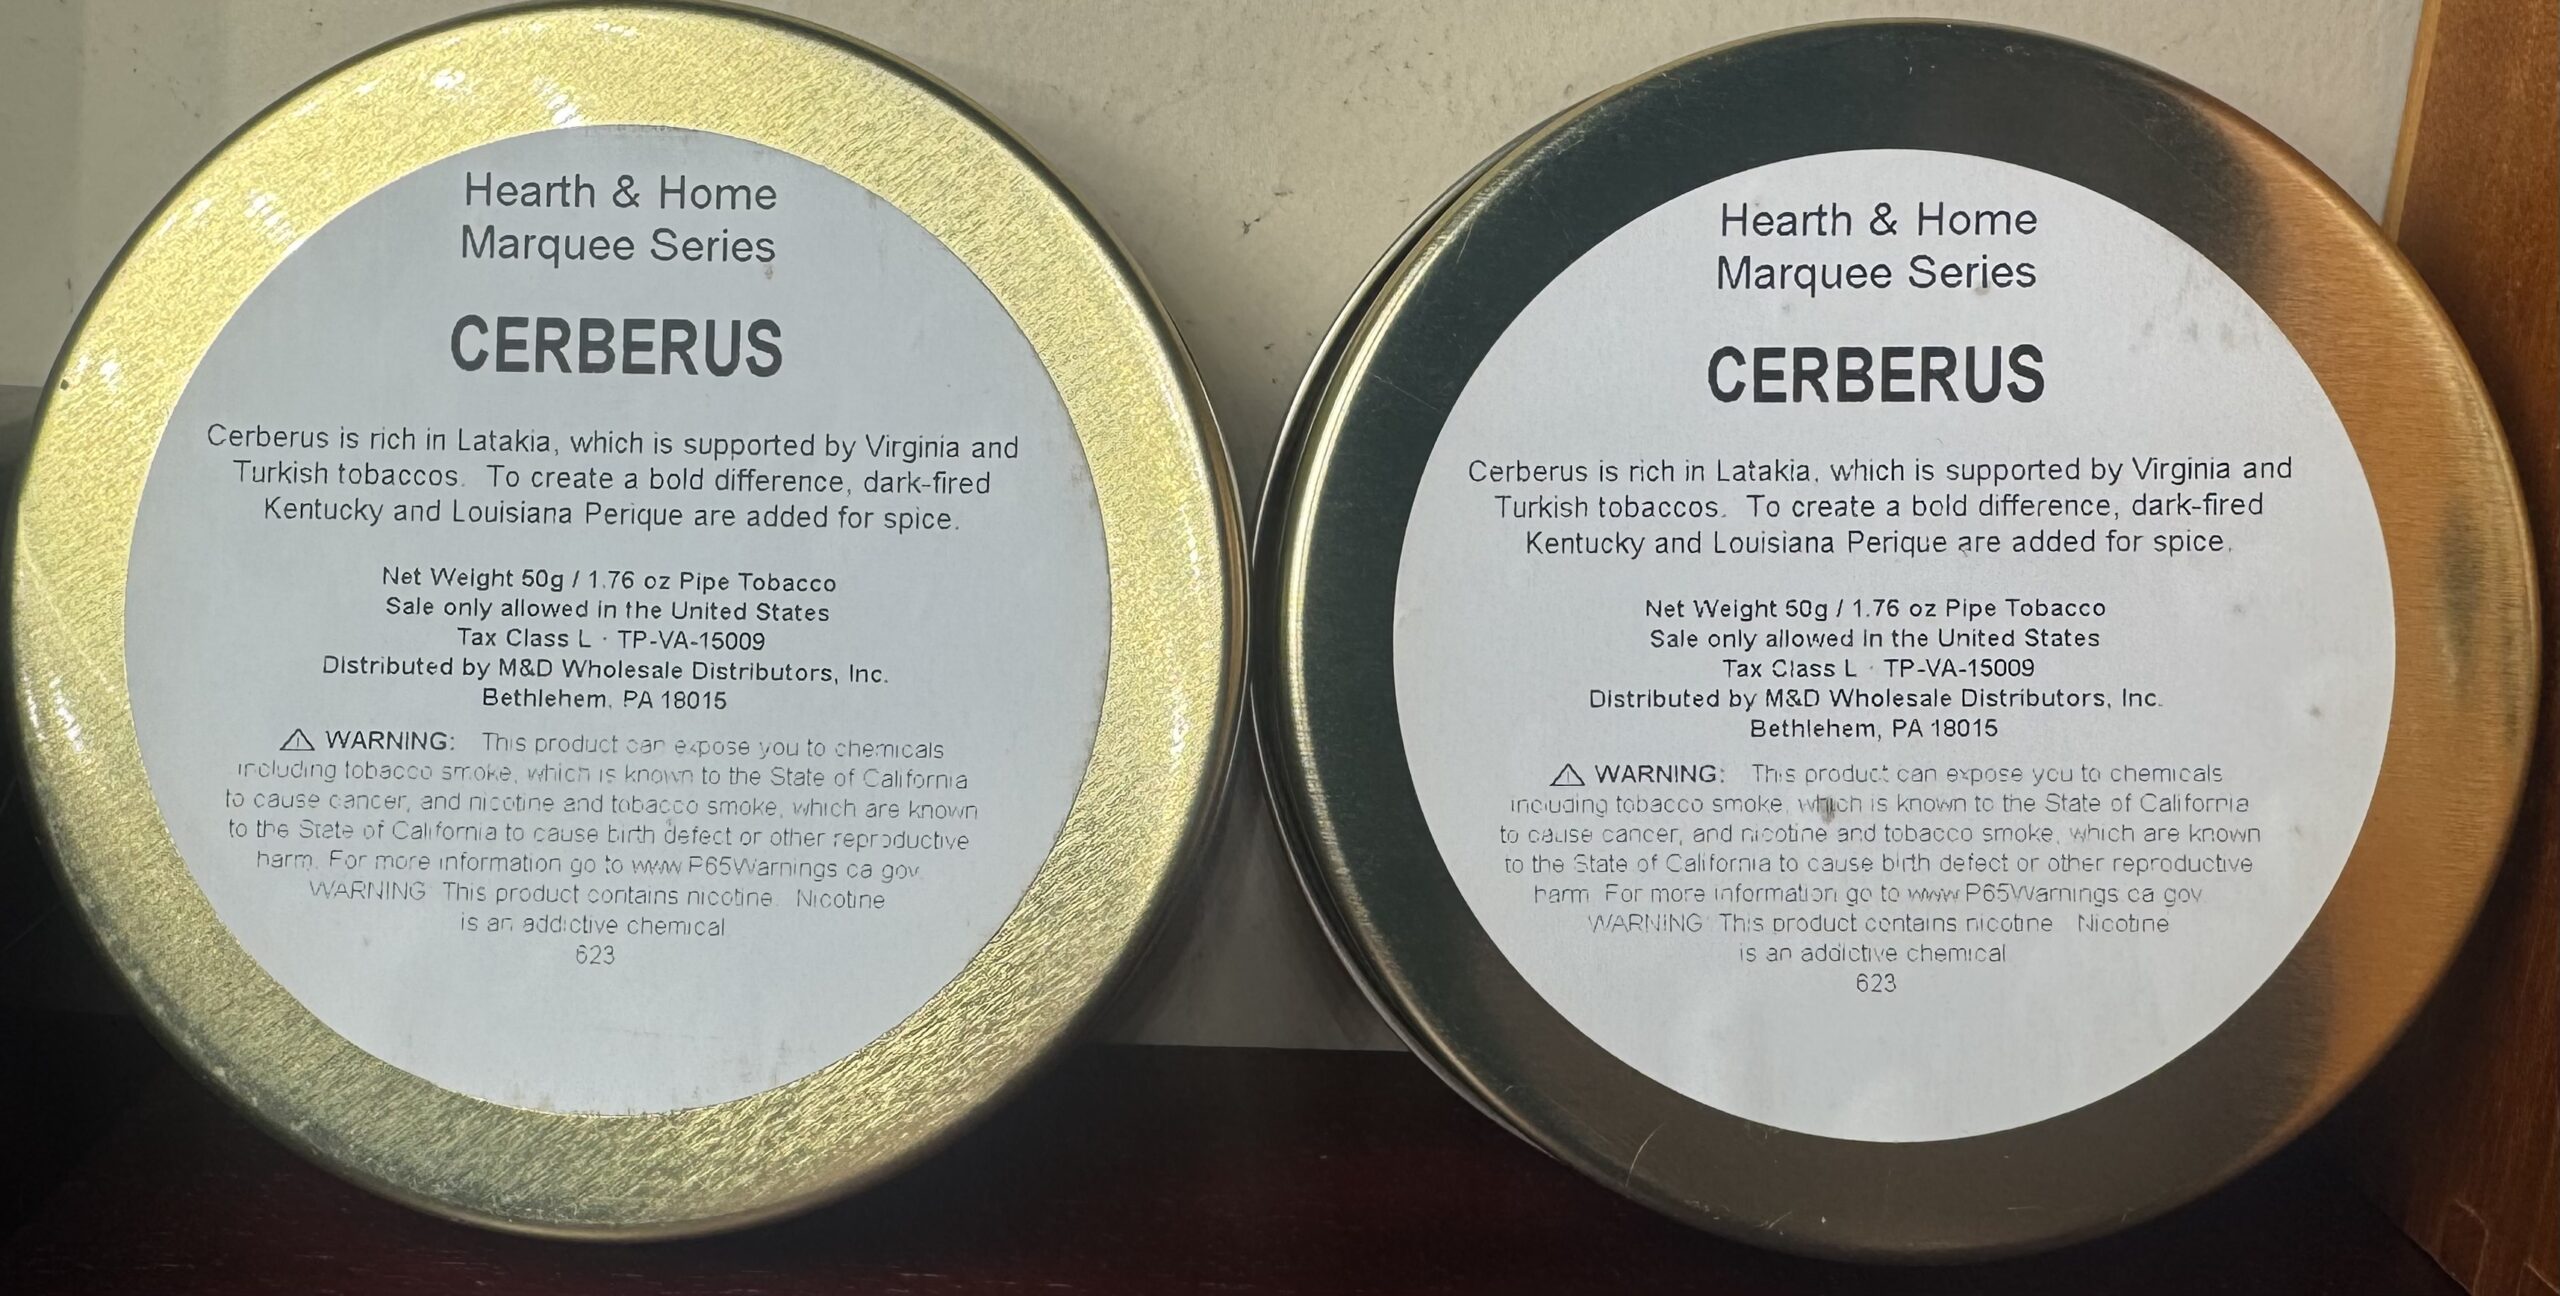 Hearth & Home
Marquee Series
CERBERUS
Cerberus is rich in Latakia, which is supported by Virginia and
Turkish tobaccos. To create a bold difference, dark-fired
Kentucky and Louisiana Perique are added for spice.
Net Weight 50g / 1.76 oz Pipe Tobacco
Sale only allowed in the United States
Tax Class L · TP-VA-15009
Distributed by M&D Wholesale Distributors, Inc.
Bethlehem, PA 18015
⚠ WARNING: This product can expose you to chemicals
including tobacco smoke, which is known to the State of California
to cause cancer, and nicotine and tobacco smoke, which are known
to the State of California to cause birth defect or other reproductive
harm. For more information go to www.P65Warnings.ca.gov.
WARNING: This product contains nicotine. Nicotine
is an addictive chemical.
623
Hearth & Home
Marquee Series
CERBERUS
Cerberus is rich in Latakia, which is supported by Virginia and
Turkish tobaccos. To create a bold difference, dark-fired
Kentucky and Louisiana Perique are added for spice.
Net Weight 50g / 1.76 oz Pipe Tobacco
Sale only allowed in the United States
Tax Class L · TP-VA-15009
Distributed by M&D Wholesale Distributors, Inc.
Bethlehem, PA 18015
⚠ WARNING: This product can expose you to chemicals
including tobacco smoke, which is known to the State of California
to cause cancer, and nicotine and tobacco smoke, which are known
to the State of California to cause birth defect or other reproductive
harm. For more information go to www.P65Warnings.ca.gov.
WARNING: This product contains nicotine. Nicotine
is an addictive chemical.
623